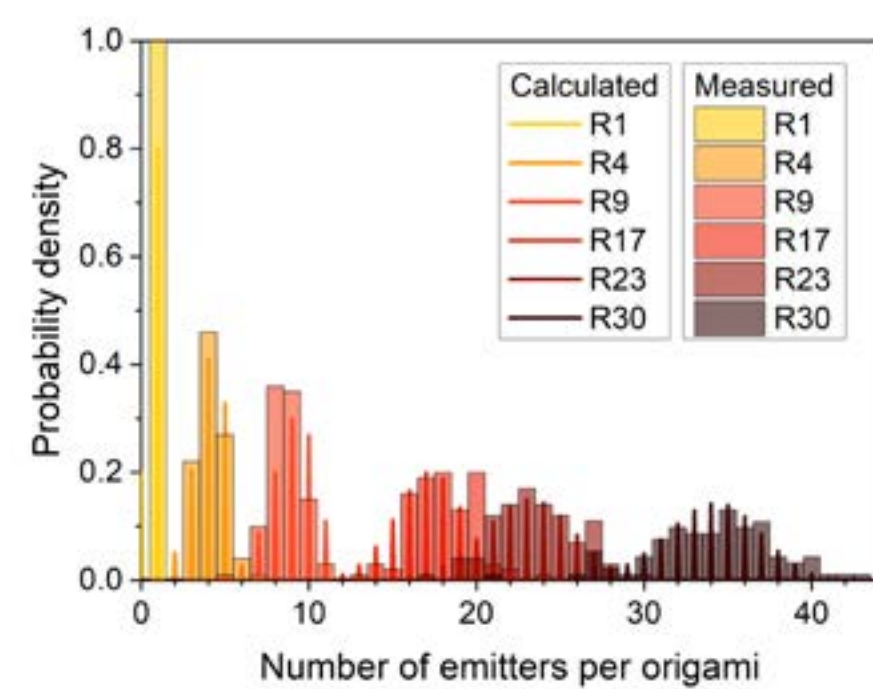 1.0
0.8
0.6
0.4
0.2
0.0
Probability density
0 10 20 30 40
Number of emitters per origami
Calculated
R1
R4
R9
R17
R23
R30
Measured
R1
R4
R9
R17
R23
R30